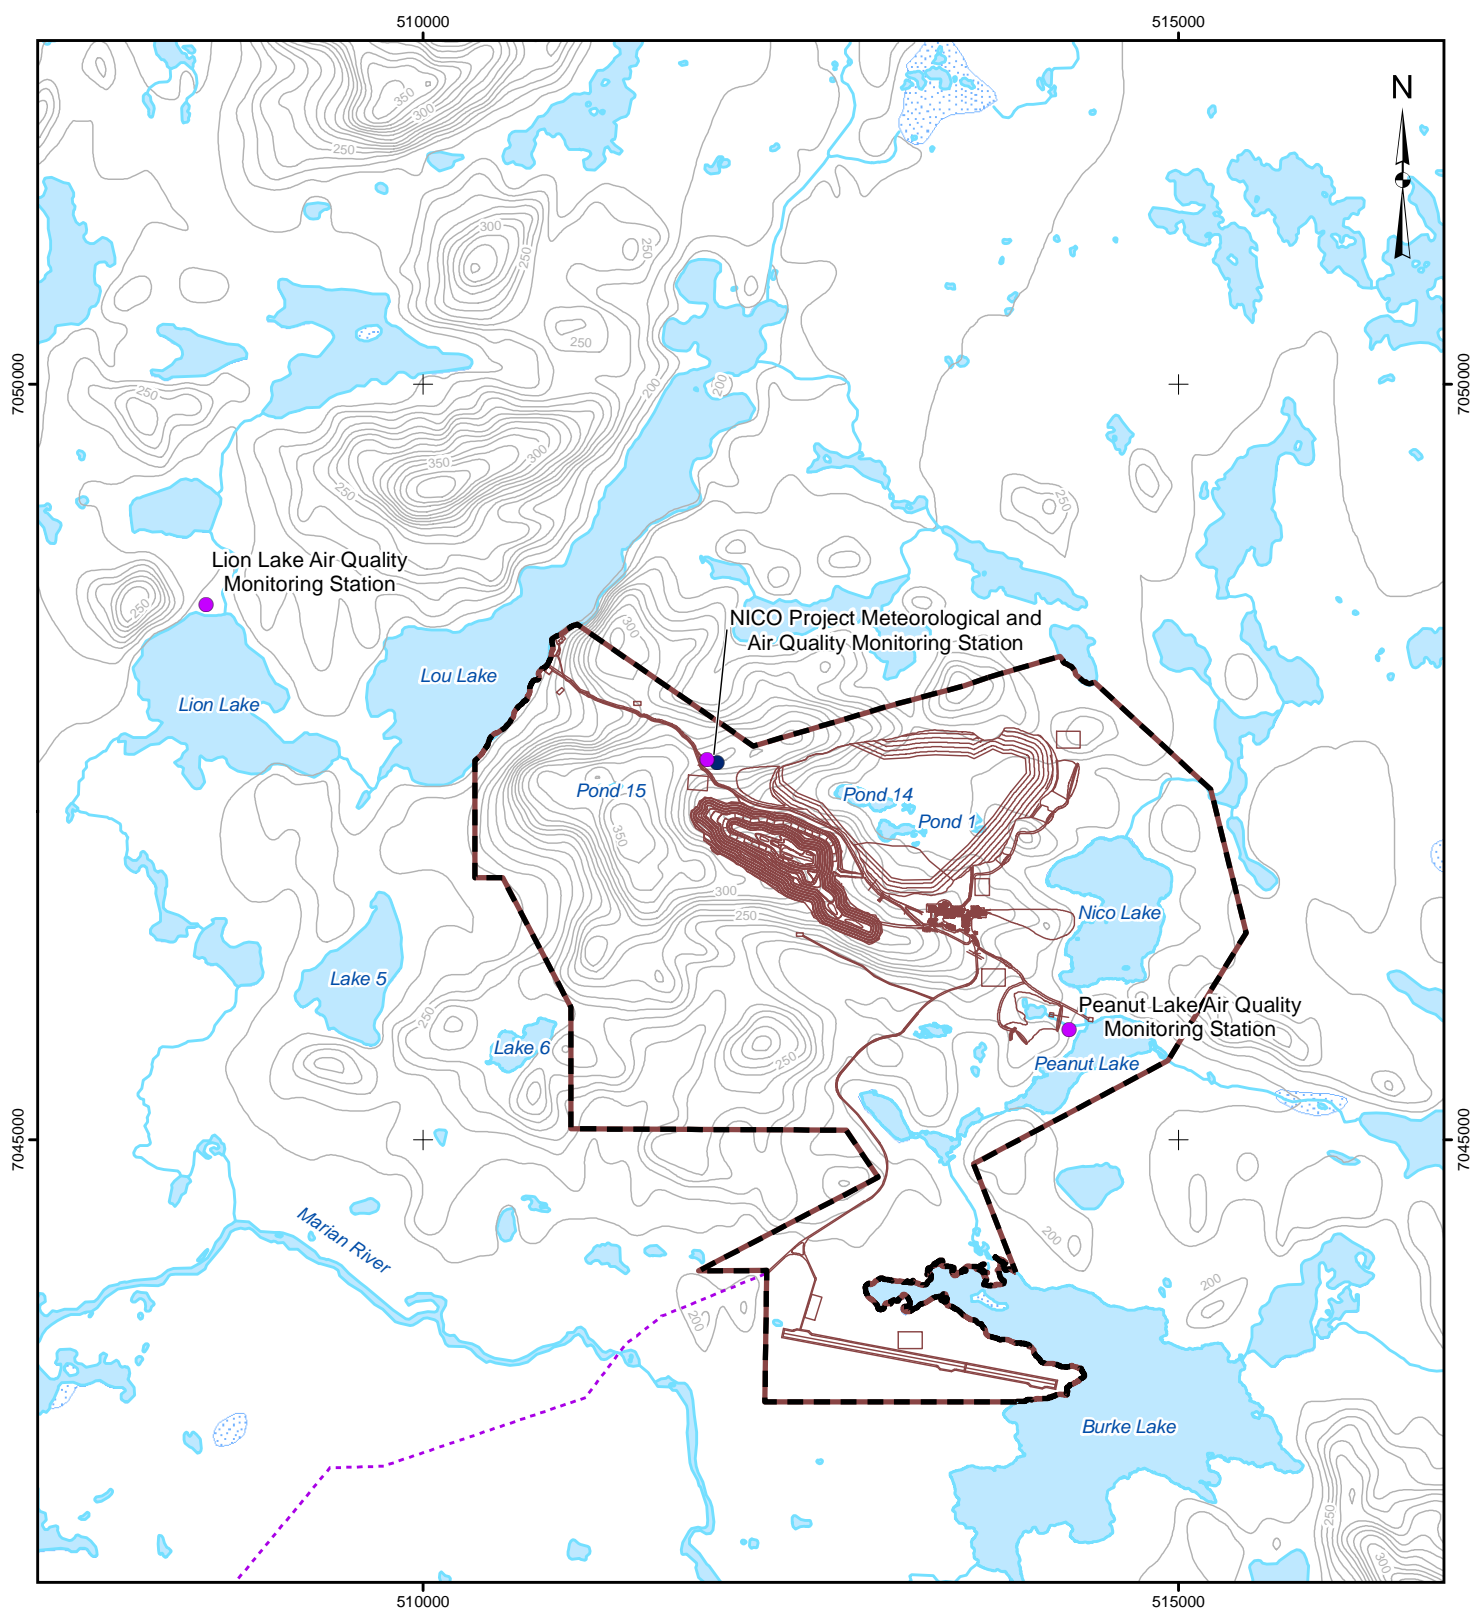 510000
515000
N
350
300
250
300
250
250
250
200
200
7050000
7050000
250
350
300
250
250
Lion Lake Air Quality
Monitoring Station
250
NICO Project Meteorological and
Air Quality Monitoring Station
300
Lou Lake
Lion Lake
Pond 15
Pond 14
Pond 1
350
300
250
Nico Lake
Lake 5
Peanut Lake Air Quality
Monitoring Station
250
Lake 6
250
Peanut Lake
7045000
7045000
Marian River
200
200
200
Burke Lake
250
300
510000
515000